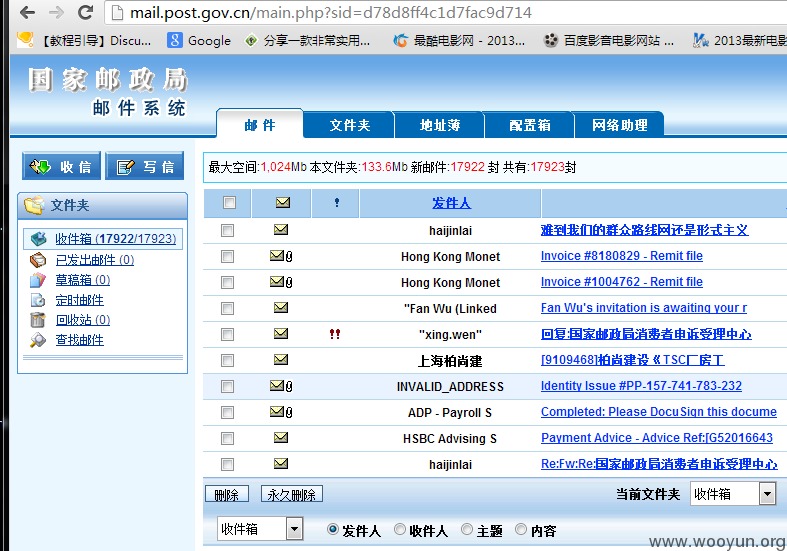 mail.post.gov.cn/main.php?sid=d78d8ff4c1d7fac9d714
【教程引导】Discu... Google 分享一款非常实用... 最酷电影网 - 2013... 百度影音电影网站 ... 2013最新电影
国家邮政局
邮件系统
邮件 文件夹 地址薄 配置箱 网络助理
收信 写信
最大空间:1,024Mb 本文件夹:133.6Mb 新邮件:17922 封 共有:17923封
文件夹
收件箱 (17922/17923)
已发出邮件 (0)
草稿箱 (0)
定时邮件
回收站 (0)
查找邮件
! 发件人
haijinlai 难到我们的群众路线网还是形式主义
Hong Kong Monet Invoice #8180829 - Remit file
Hong Kong Monet Invoice #1004762 - Remit file
"Fan Wu (Linked Fan Wu's invitation is awaiting your r
!! "xing.wen" 回复:国家邮政局消费者申诉受理中心
上海柏尚建 [9109468]柏尚建设《TSC厂房工
INVALID_ADDRESS Identity Issue #PP-157-741-783-232
ADP - Payroll S Completed: Please DocuSign this docume
HSBC Advising S Payment Advice - Advice Ref:[G52016643
haijinlai Re:Fw:Re:国家邮政局消费者申诉受理中心
删除 永久删除 当前文件夹 收件箱
收件箱 发件人 收件人 主题 内容
www.wooyun.org